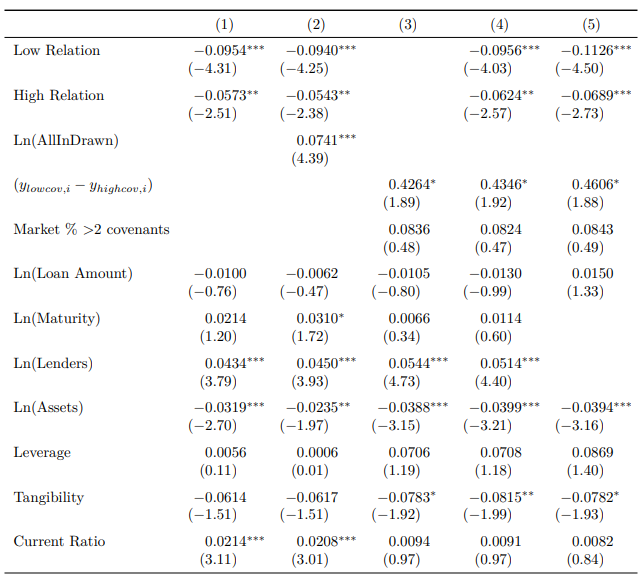 (1) (2) (3) (4) (5)
Low Relation −0.0954*** −0.0940*** −0.0956*** −0.1126***
(−4.31) (−4.25) (−4.03) (−4.50)
High Relation −0.0573** −0.0543** −0.0624** −0.0689***
(−2.51) (−2.38) (−2.57) (−2.73)
Ln(AllInDrawn) 0.0741***
(4.39)
(y_{lowcov,i} − y_{highcov,i}) 0.4264* 0.4346* 0.4606*
(1.89) (1.92) (1.88)
Market % >2 covenants 0.0836 0.0824 0.0843
(0.48) (0.47) (0.49)
Ln(Loan Amount) −0.0100 −0.0062 −0.0105 −0.0130 0.0150
(−0.76) (−0.47) (−0.80) (−0.99) (1.33)
Ln(Maturity) 0.0214 0.0310* 0.0066 0.0114
(1.20) (1.72) (0.34) (0.60)
Ln(Lenders) 0.0434*** 0.0450*** 0.0544*** 0.0514***
(3.79) (3.93) (4.73) (4.40)
Ln(Assets) −0.0319*** −0.0235** −0.0388*** −0.0399*** −0.0394***
(−2.70) (−1.97) (−3.15) (−3.21) (−3.16)
Leverage 0.0056 0.0006 0.0706 0.0708 0.0869
(0.11) (0.01) (1.19) (1.18) (1.40)
Tangibility −0.0614 −0.0617 −0.0783* −0.0815** −0.0782*
(−1.51) (−1.51) (−1.92) (−1.99) (−1.93)
Current Ratio 0.0214*** 0.0208*** 0.0094 0.0091 0.0082
(3.11) (3.01) (0.97) (0.97) (0.84)